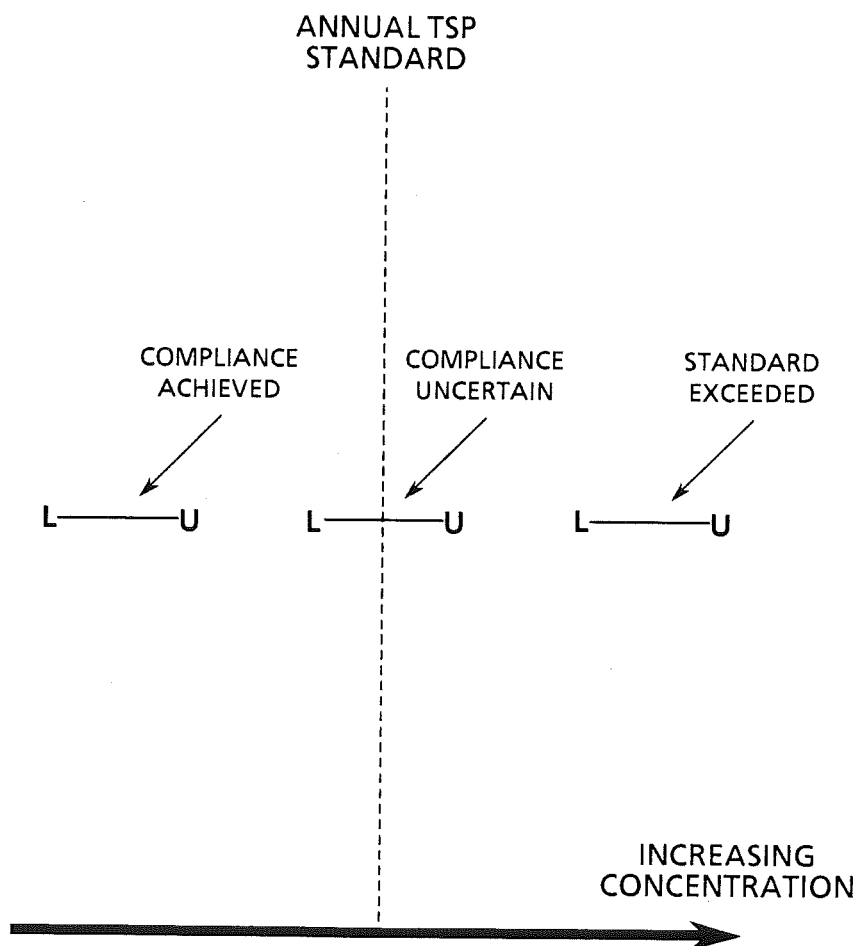 ANNUAL TSP
STANDARD
COMPLIANCE
ACHIEVED
COMPLIANCE
UNCERTAIN
STANDARD
EXCEEDED
L U
L U
L U
INCREASING
CONCENTRATION